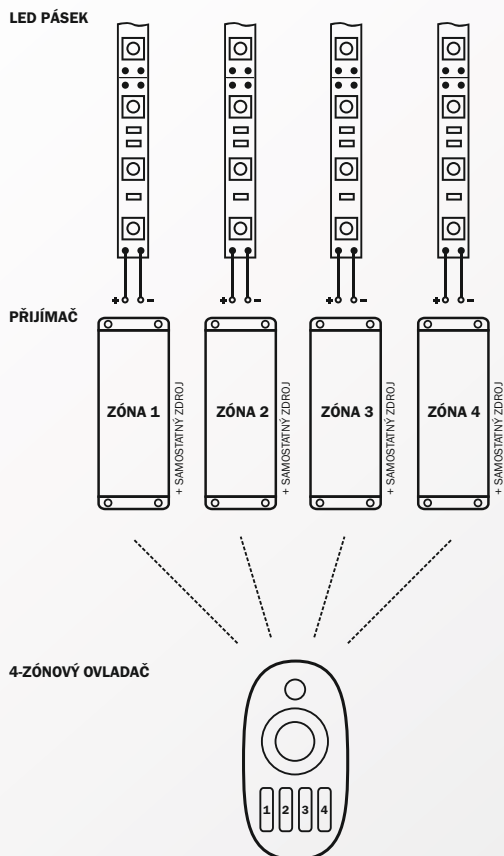 LED PÁSEK
+ -
+ -
+ -
+ -
PŘIJÍMAČ
ZÓNA 1
+ SAMOSTATNÝ ZDROJ
ZÓNA 2
+ SAMOSTATNÝ ZDROJ
ZÓNA 3
+ SAMOSTATNÝ ZDROJ
ZÓNA 4
+ SAMOSTATNÝ ZDROJ
4-ZÓNOVÝ OVLADAČ
1 2 3 4